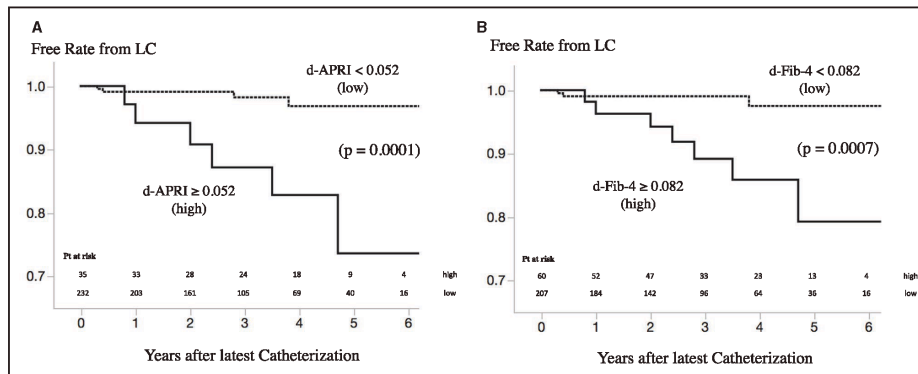 A
Free Rate from LC
d-APRI < 0.052
(low)
1.0
(p = 0.0001)
0.9
d-APRI ≥ 0.052
(high)
0.8
Pt at risk
35 33 28 24 18 9 4 high
0.7
232 203 161 105 69 40 16 low
0 1 2 3 4 5 6
Years after latest Catheterization
B
Free Rate from LC
d-Fib-4 < 0.082
(low)
1.0
(p = 0.0007)
0.9
d-Fib-4 ≥ 0.082
(high)
0.8
Pt at risk
60 52 47 33 23 13 4 high
0.7
207 184 142 96 64 36 16 low
0 1 2 3 4 5 6
Years after latest Catheterization